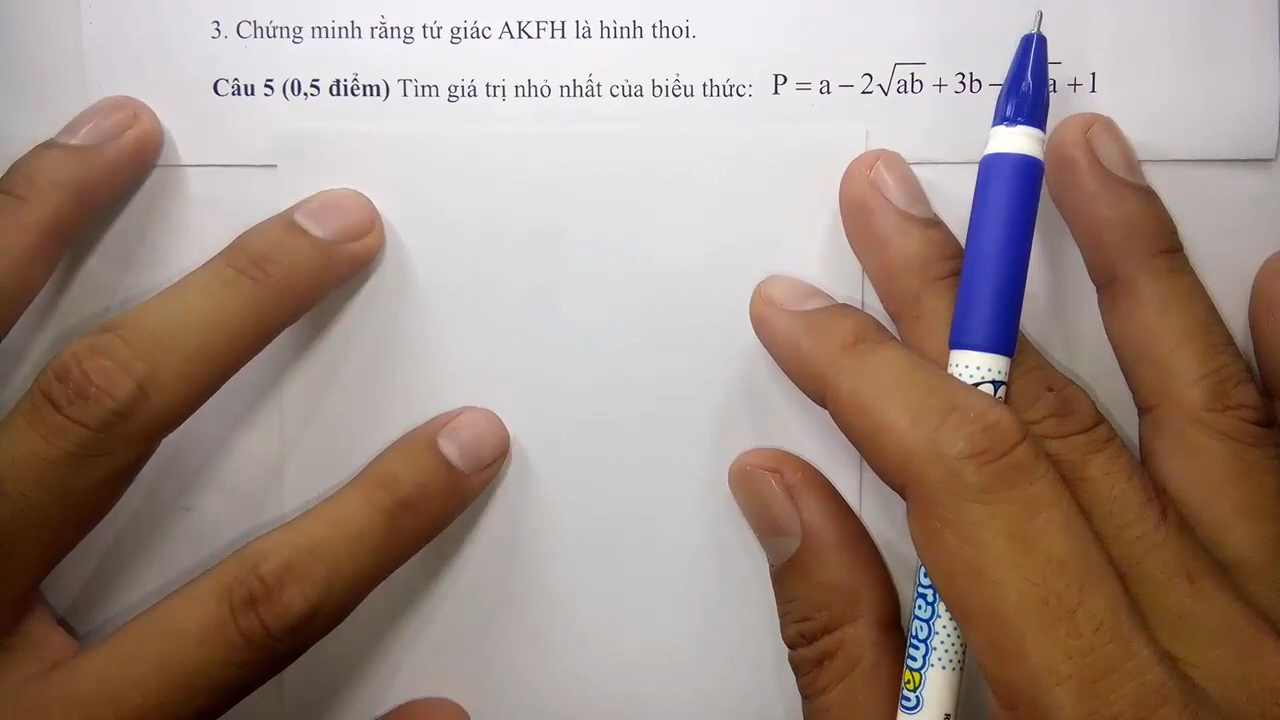 3. Chứng minh rằng tứ giác AKFH là hình thoi.
Câu 5 (0,5 điểm) Tìm giá trị nhỏ nhất của biểu thức: P = a − 2√ab + 3b − a + 1
oraemon